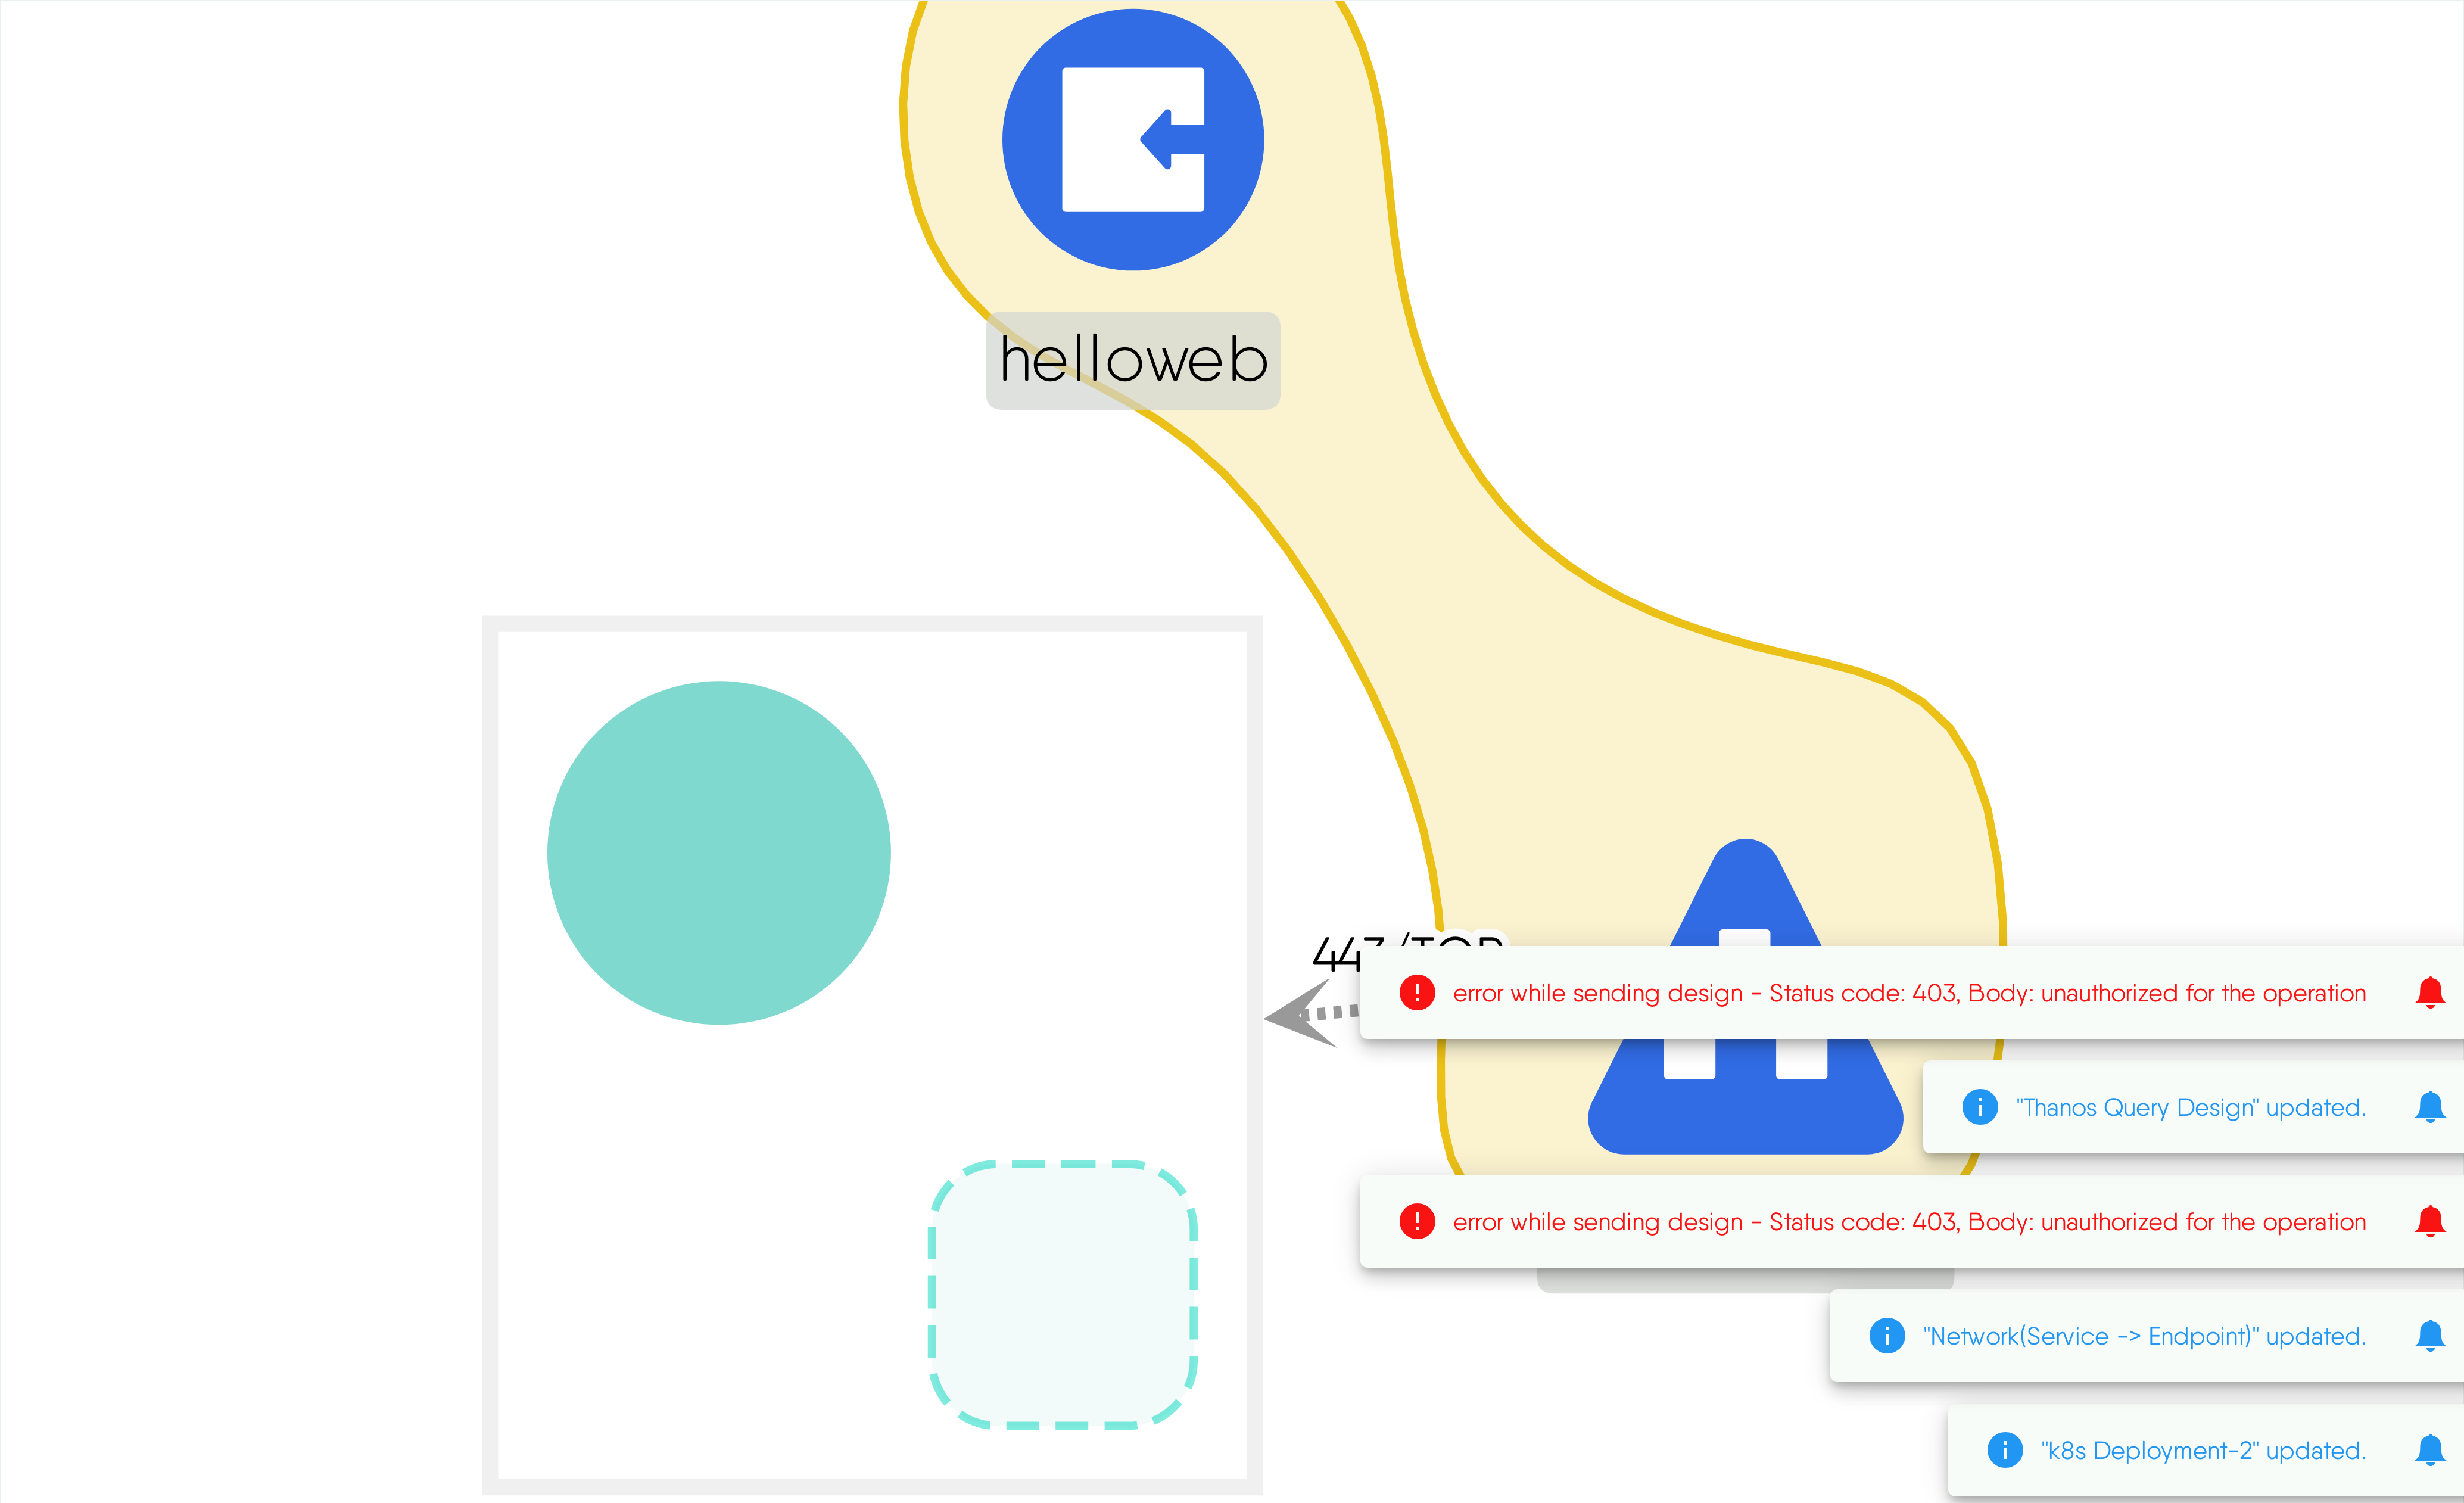 helloweb
error while sending design - Status code: 403, Body: unauthorized for the operation
"Thanos Query Design" updated.
error while sending design - Status code: 403, Body: unauthorized for the operation
"Network(Service -> Endpoint)" updated.
"k8s Deployment-2" updated.